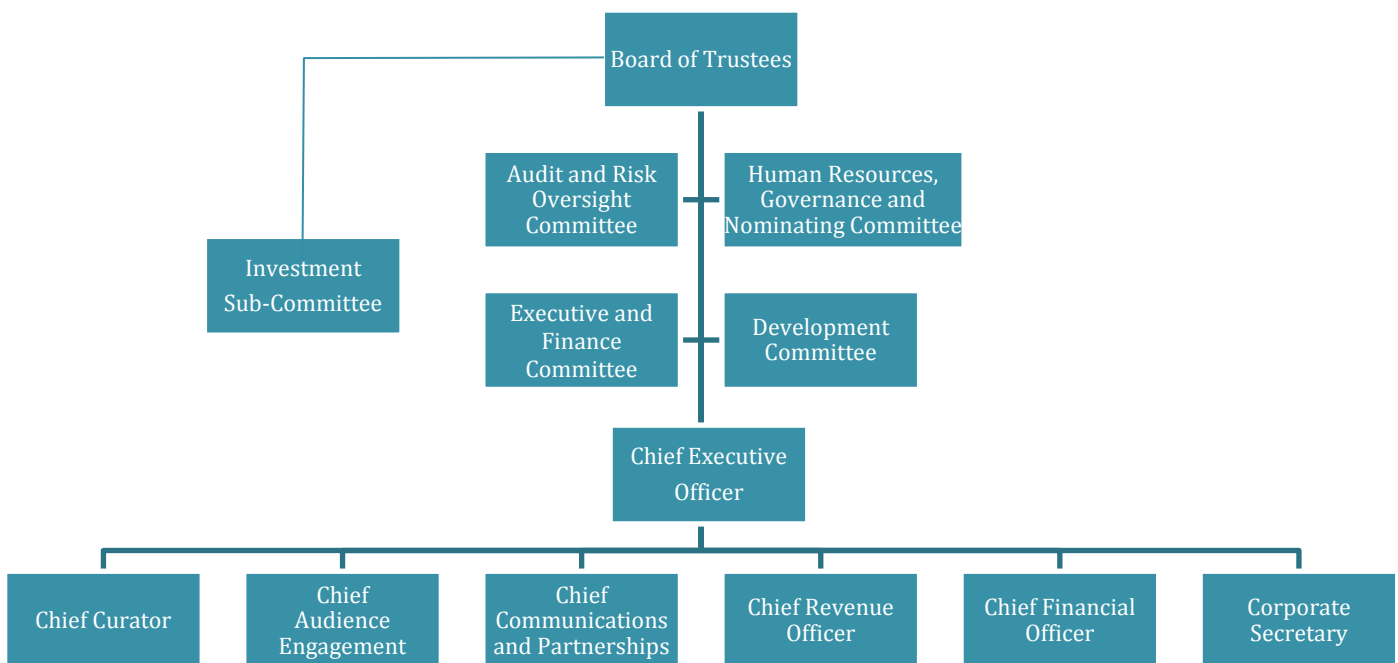 Board of Trustees
Audit and Risk
Oversight
Committee
Human Resources,
Governance and
Nominating Committee
Investment
Sub-Committee
Executive and
Finance
Committee
Development
Committee
Chief Executive
Officer
Chief Curator
Chief
Audience
Engagement
Chief
Communications
and Partnerships
Chief Revenue
Officer
Chief Financial
Officer
Corporate
Secretary